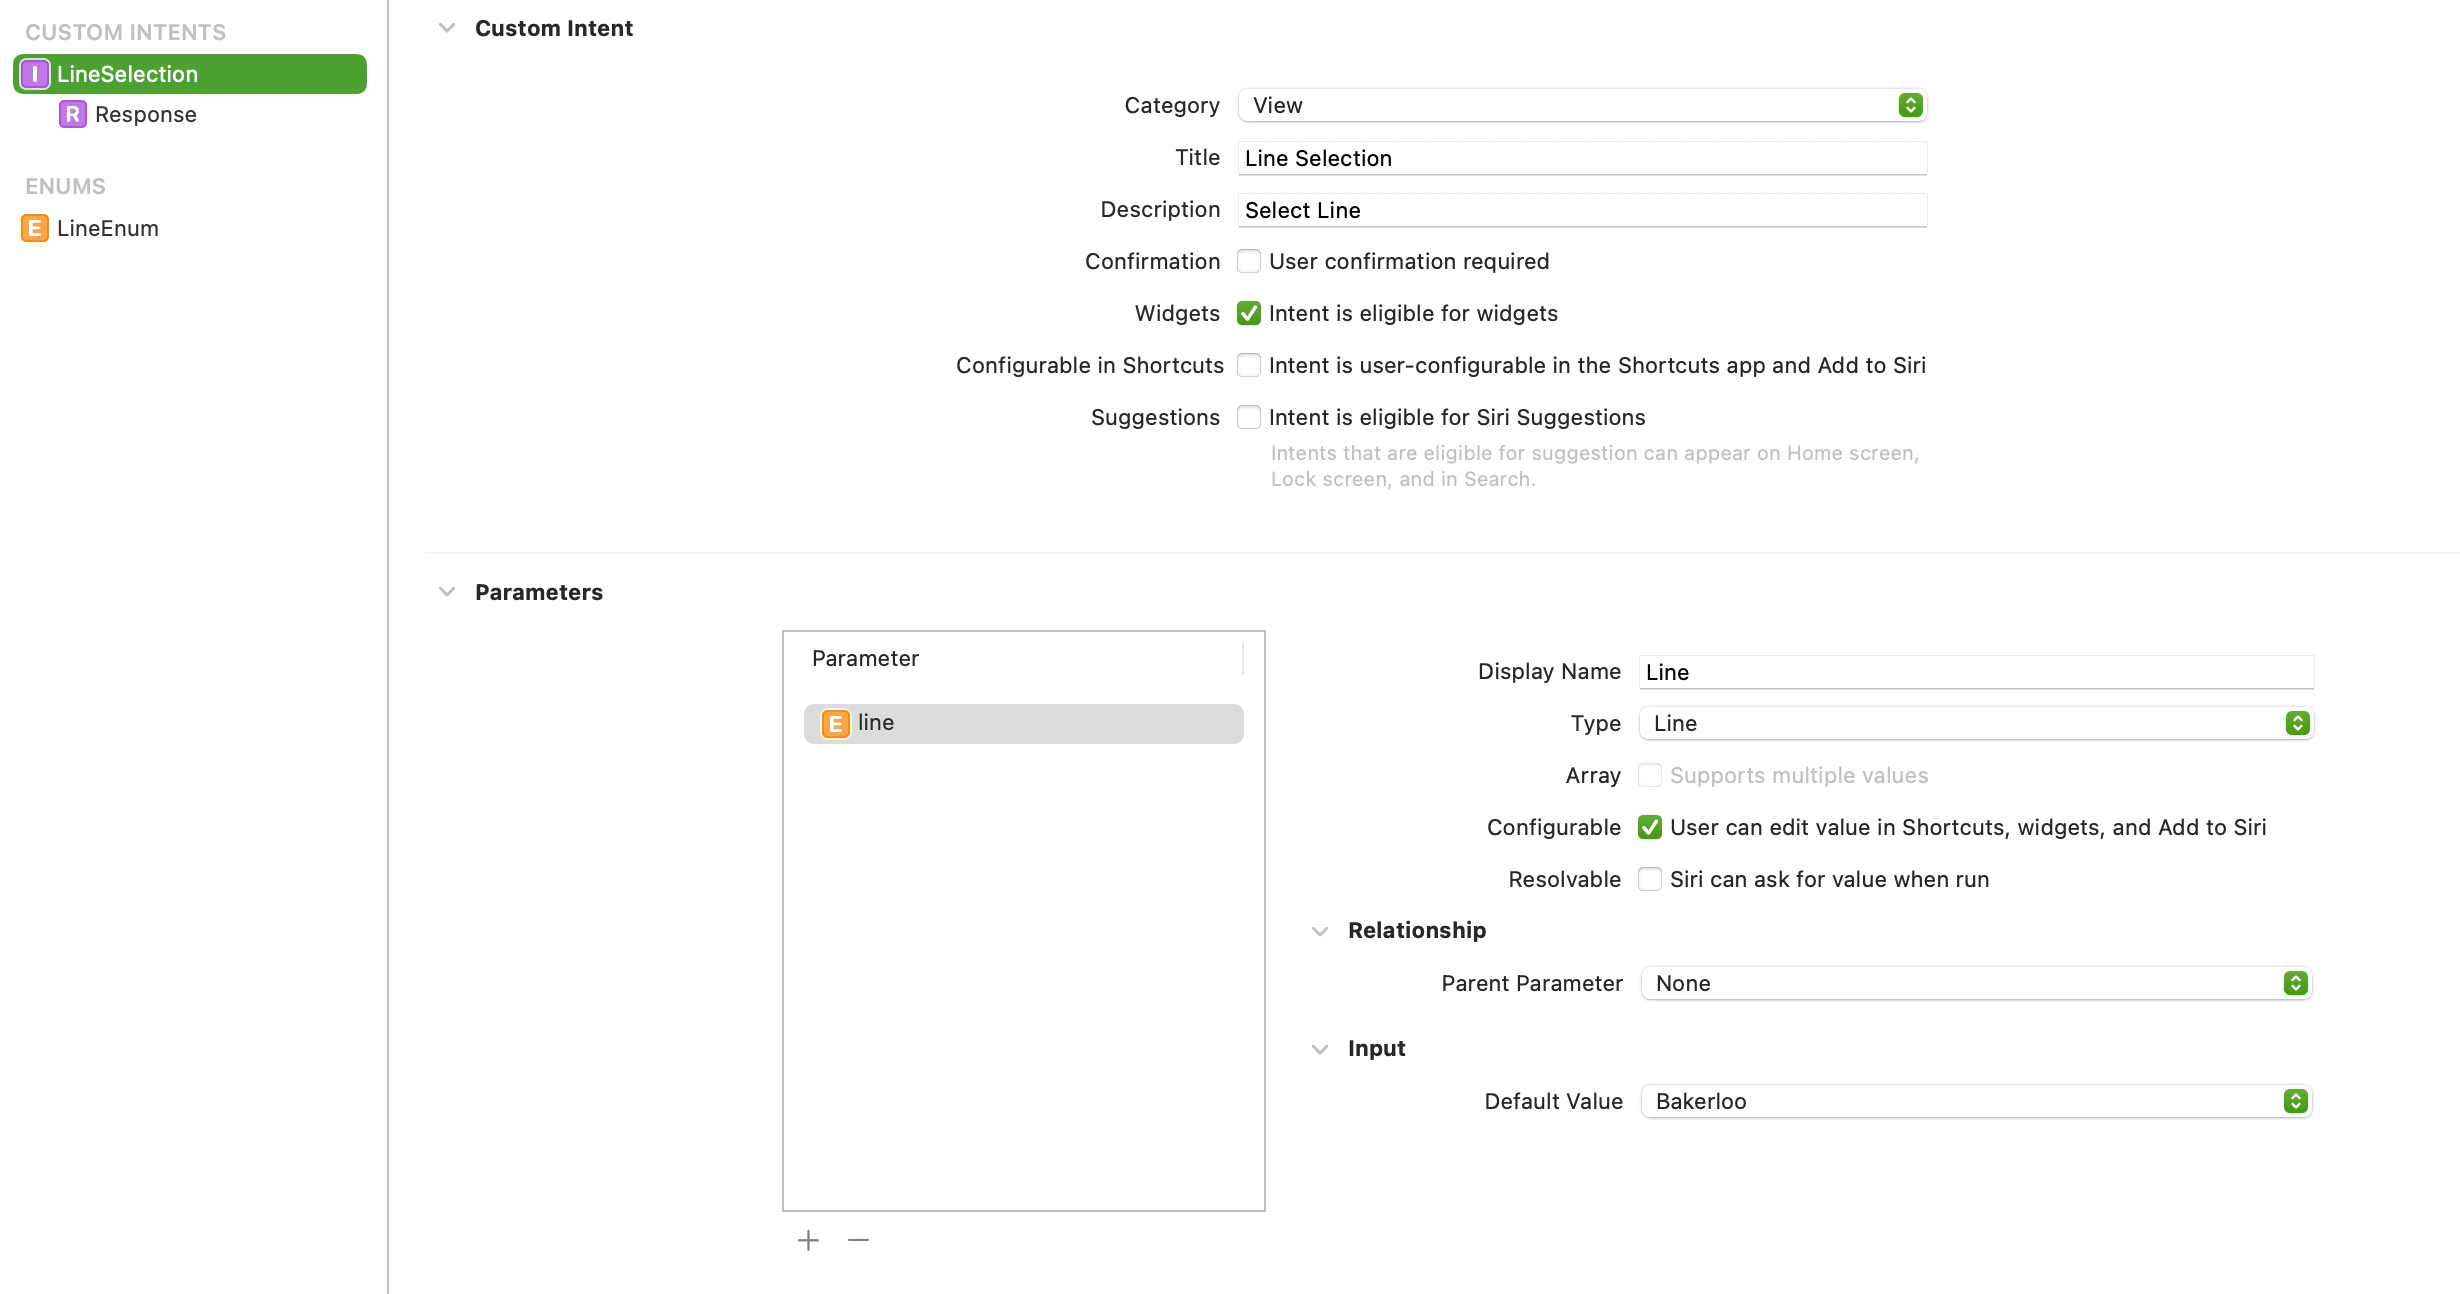 CUSTOM INTENTS
I LineSelection
R Response
ENUMS
E LineEnum
Custom Intent
Category View
Title Line Selection
Description Select Line
Confirmation User confirmation required
Widgets Intent is eligible for widgets
Configurable in Shortcuts Intent is user-configurable in the Shortcuts app and Add to Siri
Suggestions Intent is eligible for Siri Suggestions
Intents that are eligible for suggestion can appear on Home screen,
Lock screen, and in Search.
Parameters
Parameter
E line
Display Name Line
Type Line
Array Supports multiple values
Configurable User can edit value in Shortcuts, widgets, and Add to Siri
Resolvable Siri can ask for value when run
Relationship
Parent Parameter None
Input
Default Value Bakerloo